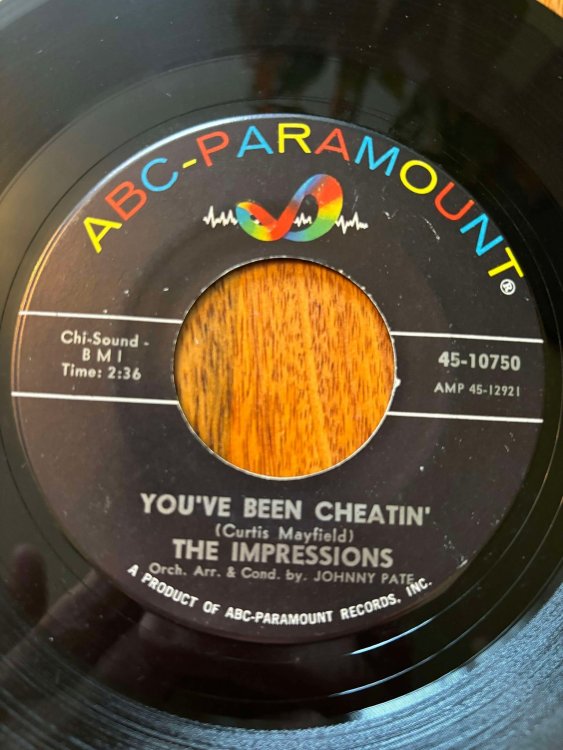 ABC-PARAMOUNT®
Chi-Sound -
B M I
Time: 2:36
45-10750
AMP 45-12921
YOU'VE BEEN CHEATIN'
(Curtis Mayfield)
THE IMPRESSIONS
Orch. Arr. & Cond. by. JOHNNY PATE
A PRODUCT OF ABC-PARAMOUNT RECORDS, INC.